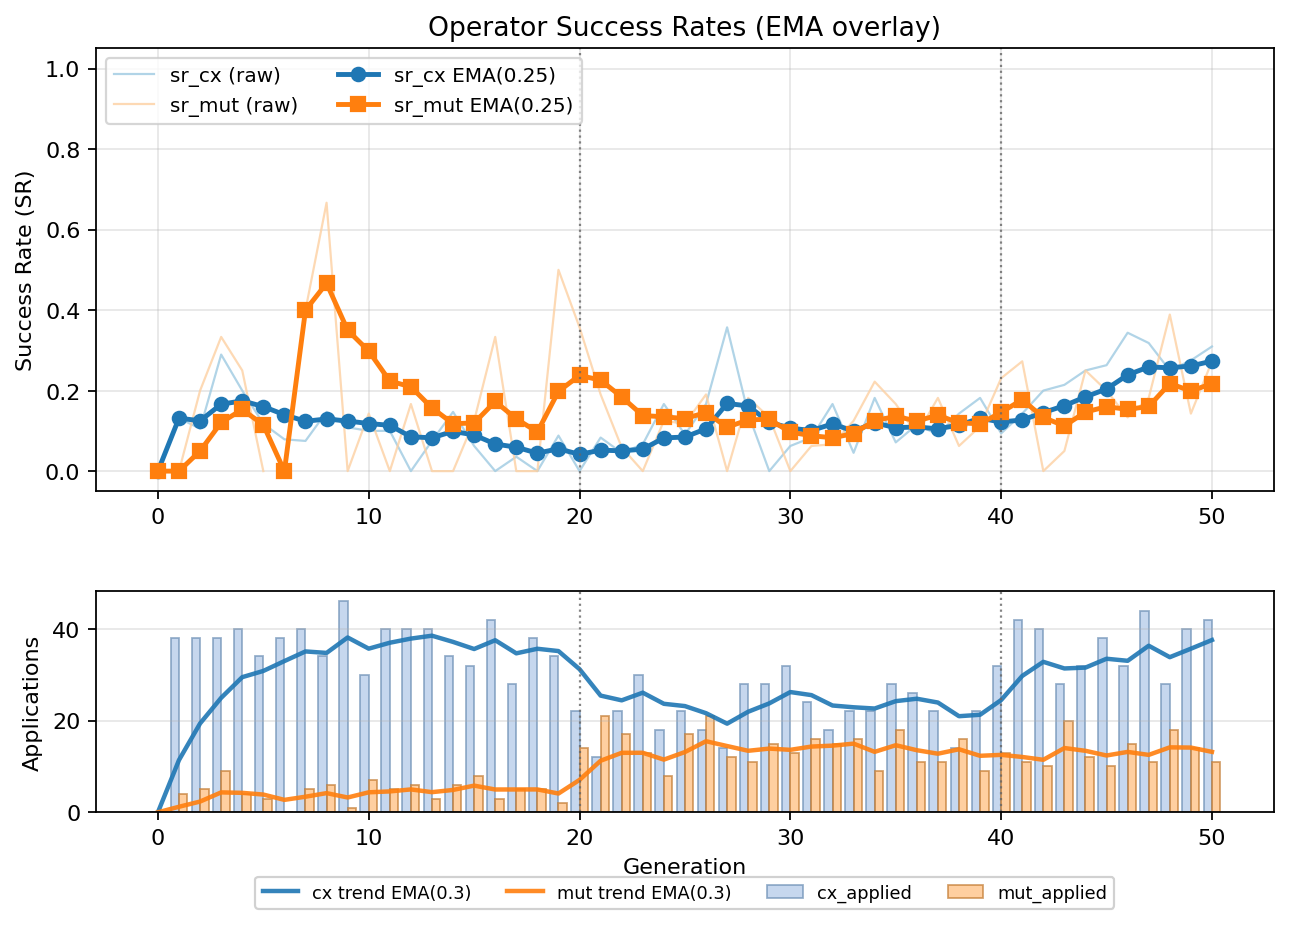 Operator Success Rates (EMA overlay)
sr_cx (raw)
sr_mut (raw)
sr_cx EMA(0.25)
sr_mut EMA(0.25)
Success Rate (SR)
1.0
0.8
0.6
0.4
0.2
0.0
0 10 20 30 40 50
Applications
40
20
0
0 10 20 30 40 50
Generation
cx trend EMA(0.3) mut trend EMA(0.3) cx_applied mut_applied